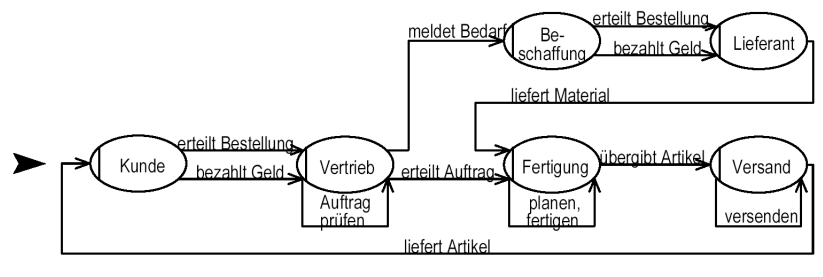 meldet Bedarf
Be-
schaffung
erteilt Bestellung
bezahlt Geld
Lieferant
liefert Material
Kunde
erteilt Bestellung
bezahlt Geld
Vertrieb
Auftrag
prüfen
erteilt Auftrag
Fertigung
planen,
fertigen
übergibt Artikel
Versand
versenden
liefert Artikel